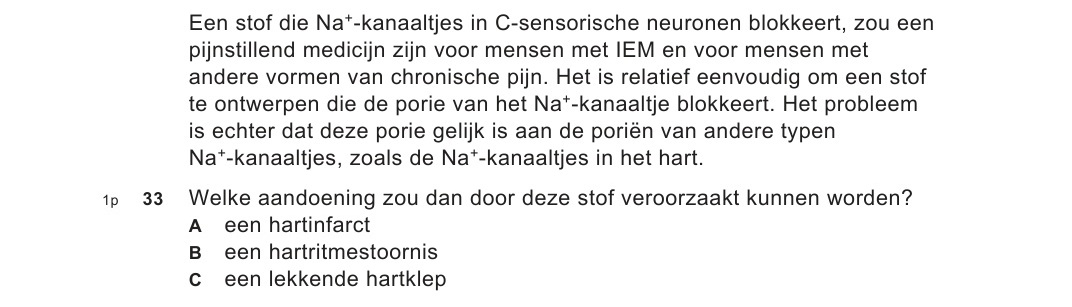 Een stof die Na⁺-kanaaltjes in C-sensorische neuronen blokkeert, zou een
pijnstillend medicijn zijn voor mensen met IEM en voor mensen met
andere vormen van chronische pijn. Het is relatief eenvoudig om een stof
te ontwerpen die de porie van het Na⁺-kanaaltje blokkeert. Het probleem
is echter dat deze porie gelijk is aan de poriën van andere typen
Na⁺-kanaaltjes, zoals de Na⁺-kanaaltjes in het hart.
1p 33 Welke aandoening zou dan door deze stof veroorzaakt kunnen worden?
A een hartinfarct
B een hartritmestoornis
C een lekkende hartklep